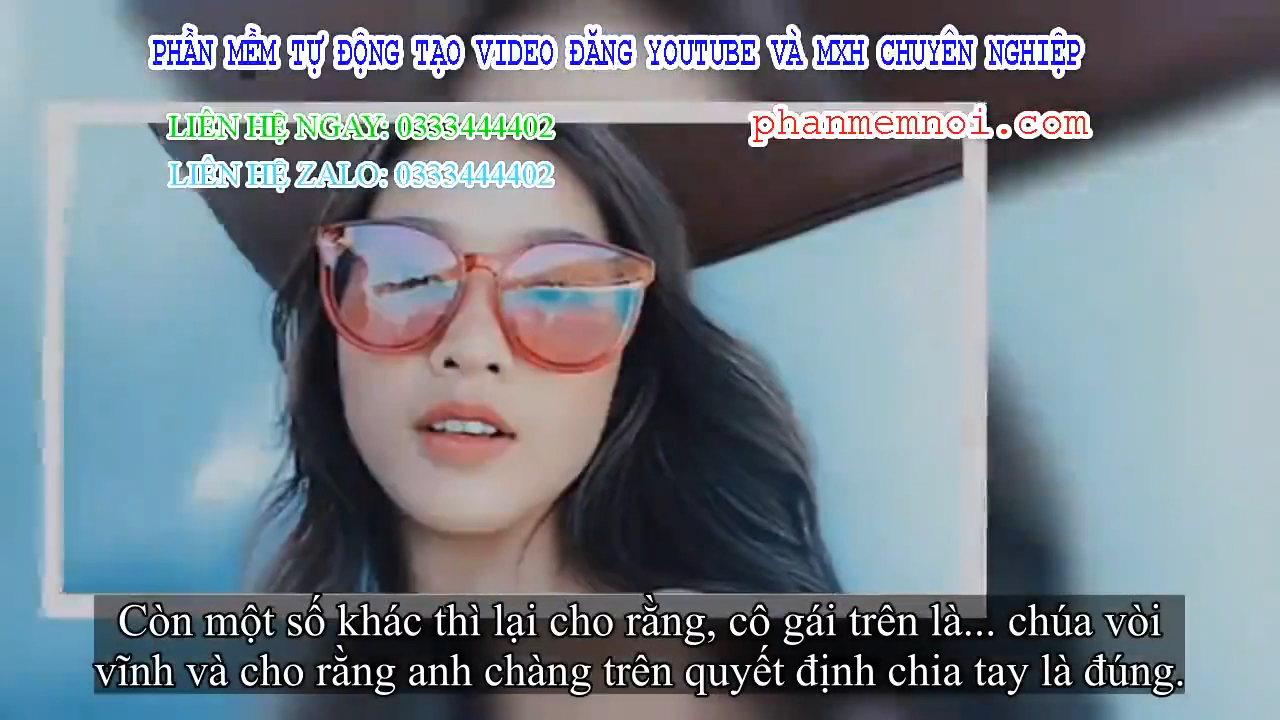 PHẦN MỀM TỰ ĐỘNG TẠO VIDEO ĐĂNG YOUTUBE VÀ MXH CHUYÊN NGHIỆP
LIÊN HỆ NGAY: 0333444402
phanmemnoi.com
LIÊN HỆ ZALO: 0333444402
Còn một số khác thì lại cho rằng, cô gái trên là... chúa vòi
vĩnh và cho rằng anh chàng trên quyết định chia tay là đúng.